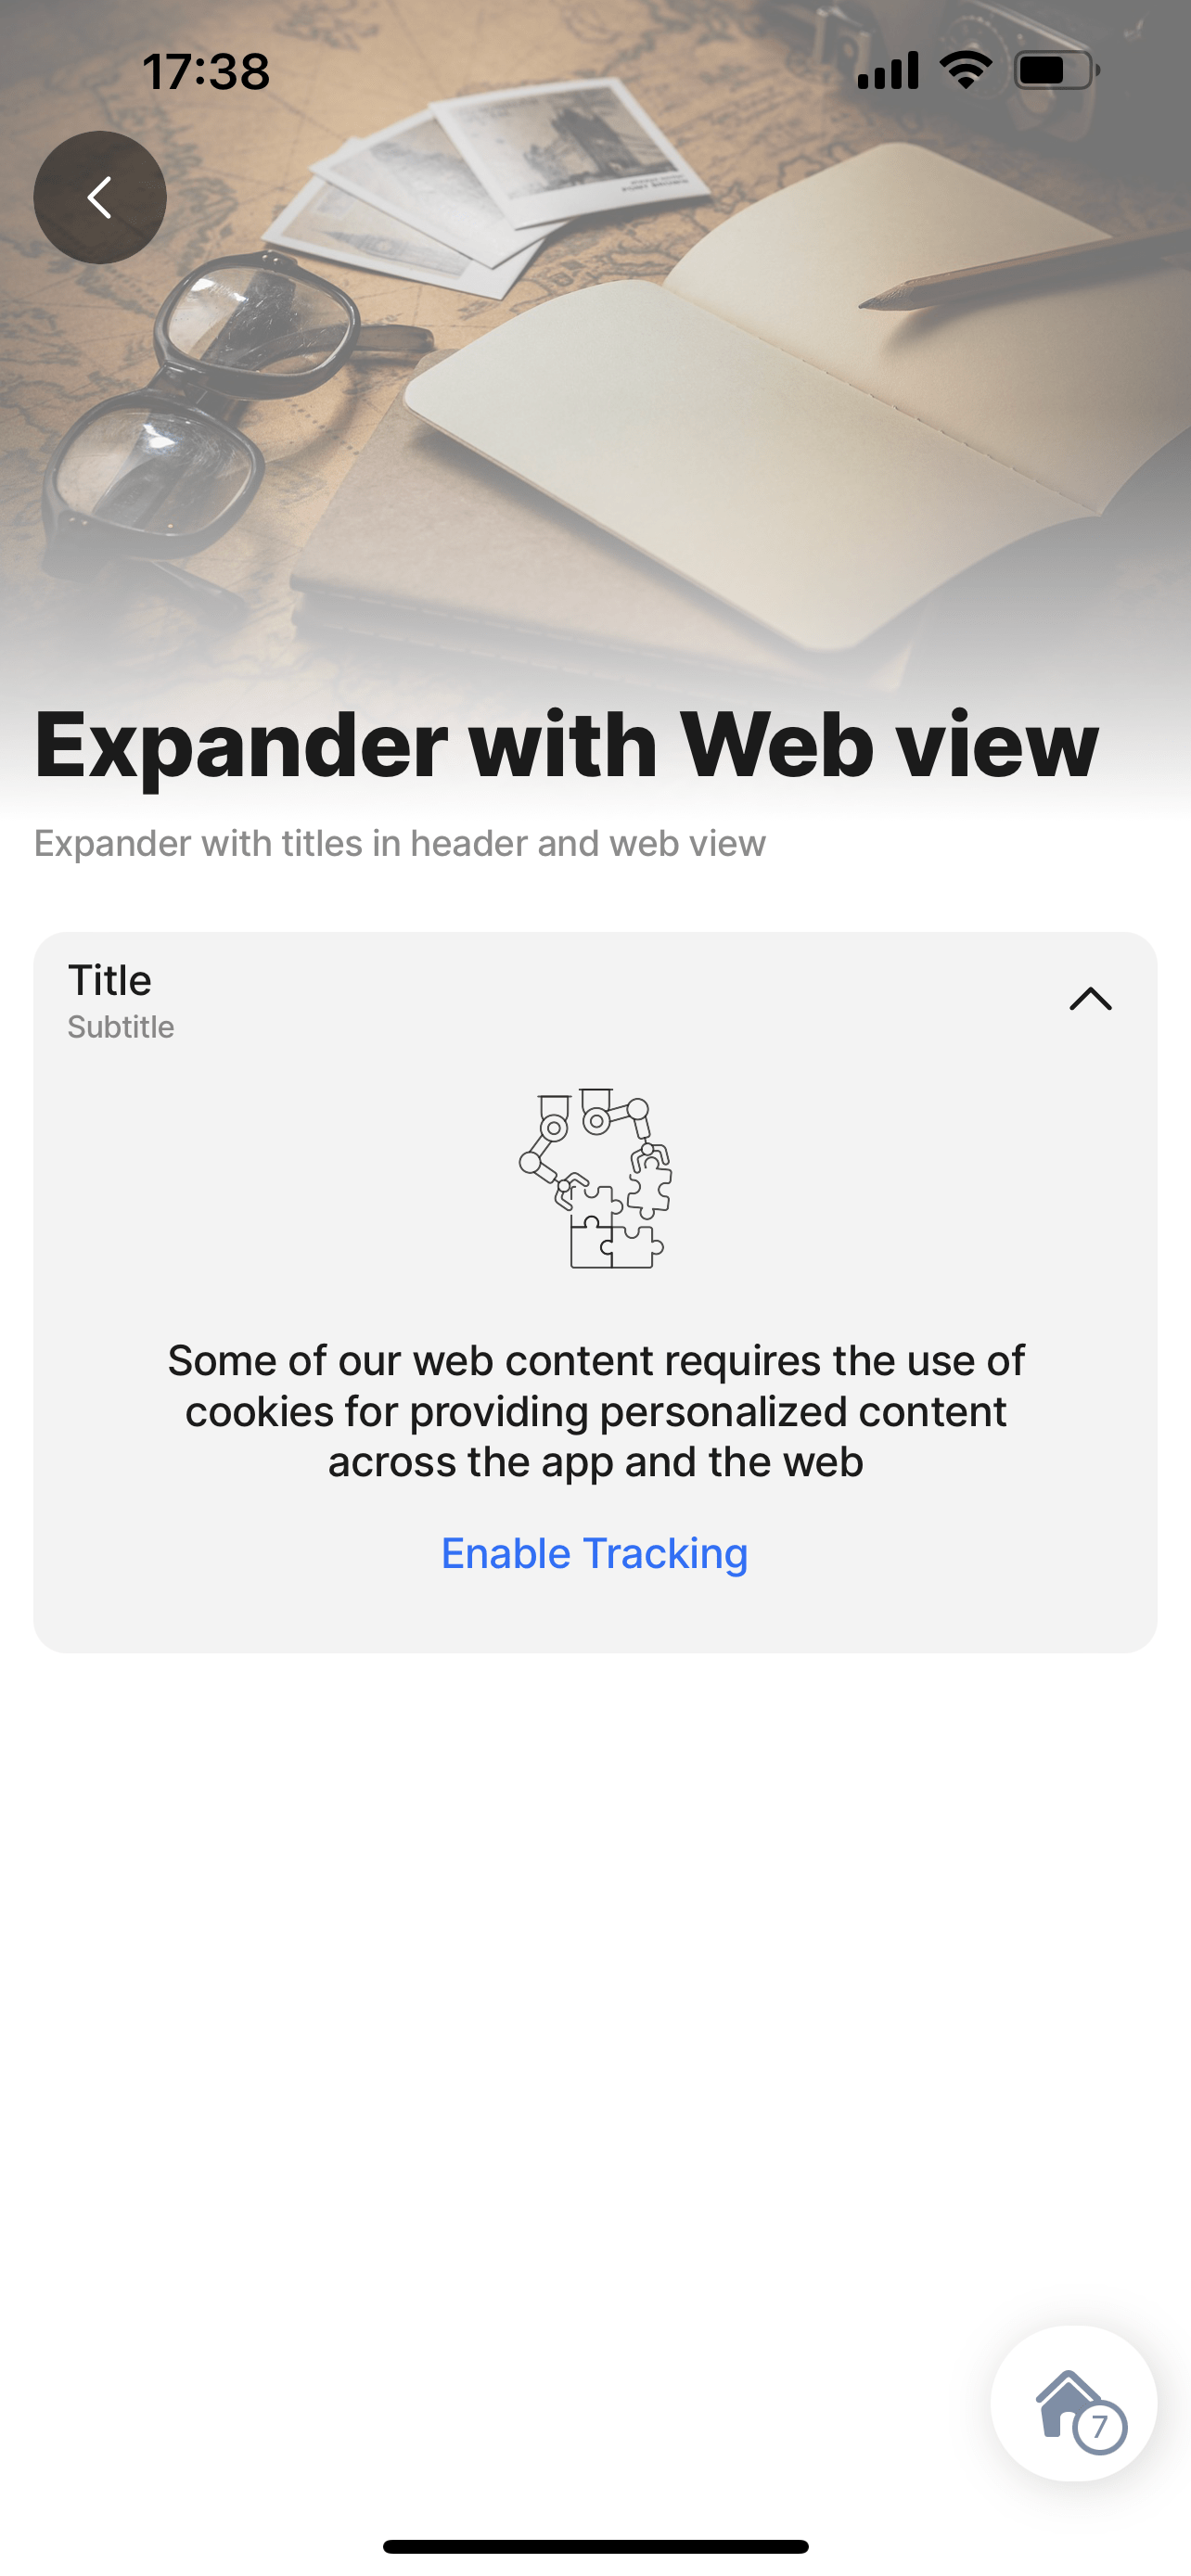 17:38
Expander with Web view
Expander with titles in header and web view
Title
Subtitle
Some of our web content requires the use of
cookies for providing personalized content
across the app and the web
Enable Tracking
7